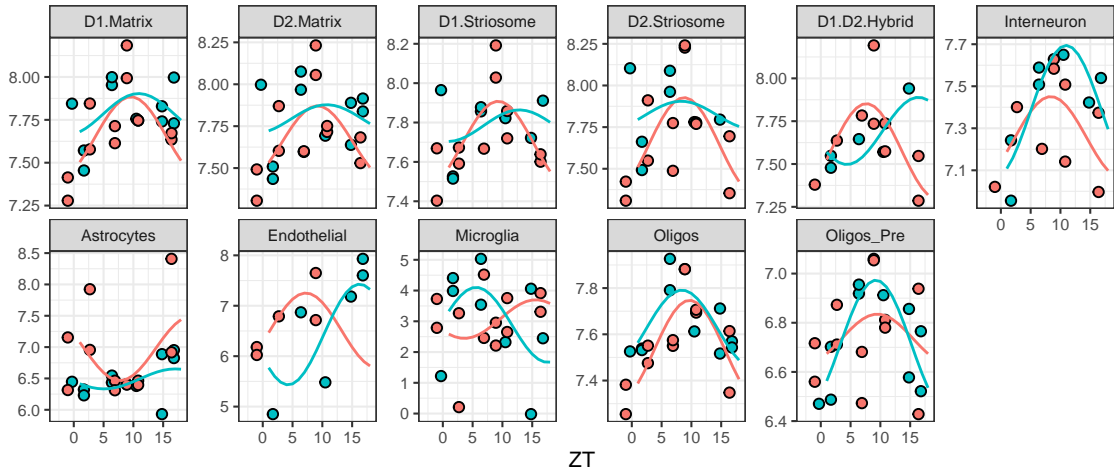 D1.Matrix D2.Matrix D1.Striosome D2.Striosome D1.D2.Hybrid Interneuron
8.00 7.75 7.50 7.25
8.25 8.00 7.75 7.50
8.2 8.0 7.8 7.6 7.4
8.25 8.00 7.75 7.50
8.00 7.75 7.50 7.25
7.7 7.4 7.1
0 5 10 15
Astrocytes Endothelial Microglia Oligos Oligos_Pre
8.5 8.0 7.5 7.0 6.5 6.0
8 7 6 5
5 4 3 2 1 0
7.8 7.6 7.4
7.0 6.8 6.6 6.4
0 5 10 15 0 5 10 15 0 5 10 15 0 5 10 15 0 5 10 15
ZT